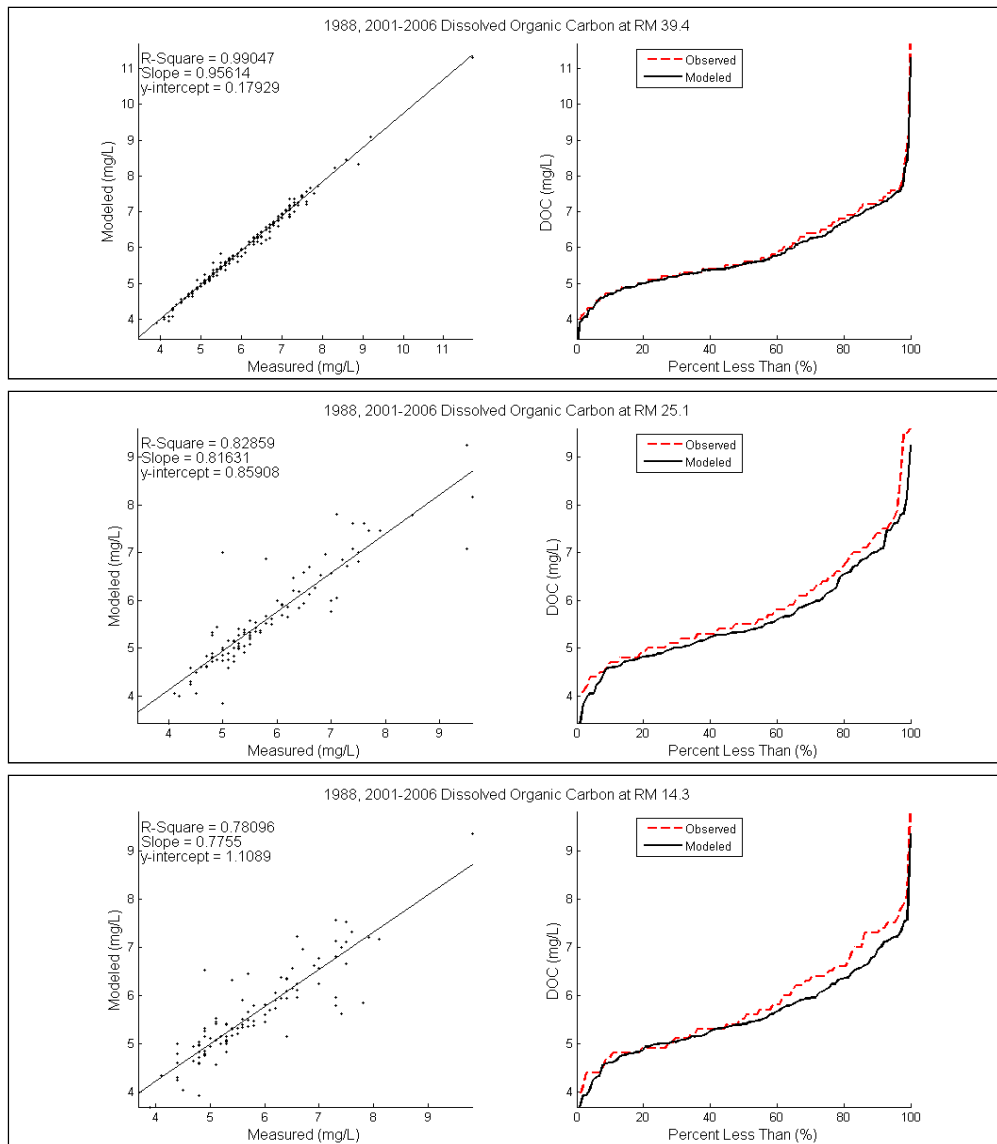 1988, 2001-2006 Dissolved Organic Carbon at RM 39.4
R-Square = 0.99047
Slope = 0.95614
y-intercept = 0.17929
Modeled (mg/L)
11
10
9
8
7
6
5
4
4 5 6 7 8 9 10 11
Measured (mg/L)
Observed
Modeled
DOC (mg/L)
11
10
9
8
7
6
5
4
0 20 40 60 80 100
Percent Less Than (%)
1988, 2001-2006 Dissolved Organic Carbon at RM 25.1
R-Square = 0.82859
Slope = 0.81631
y-intercept = 0.85908
Modeled (mg/L)
9
8
7
6
5
4
4 5 6 7 8 9
Measured (mg/L)
Observed
Modeled
DOC (mg/L)
9
8
7
6
5
4
0 20 40 60 80 100
Percent Less Than (%)
1988, 2001-2006 Dissolved Organic Carbon at RM 14.3
R-Square = 0.78096
Slope = 0.7755
y-intercept = 1.1089
Modeled (mg/L)
9
8
7
6
5
4
4 5 6 7 8 9
Measured (mg/L)
Observed
Modeled
DOC (mg/L)
9
8
7
6
5
4
0 20 40 60 80 100
Percent Less Than (%)